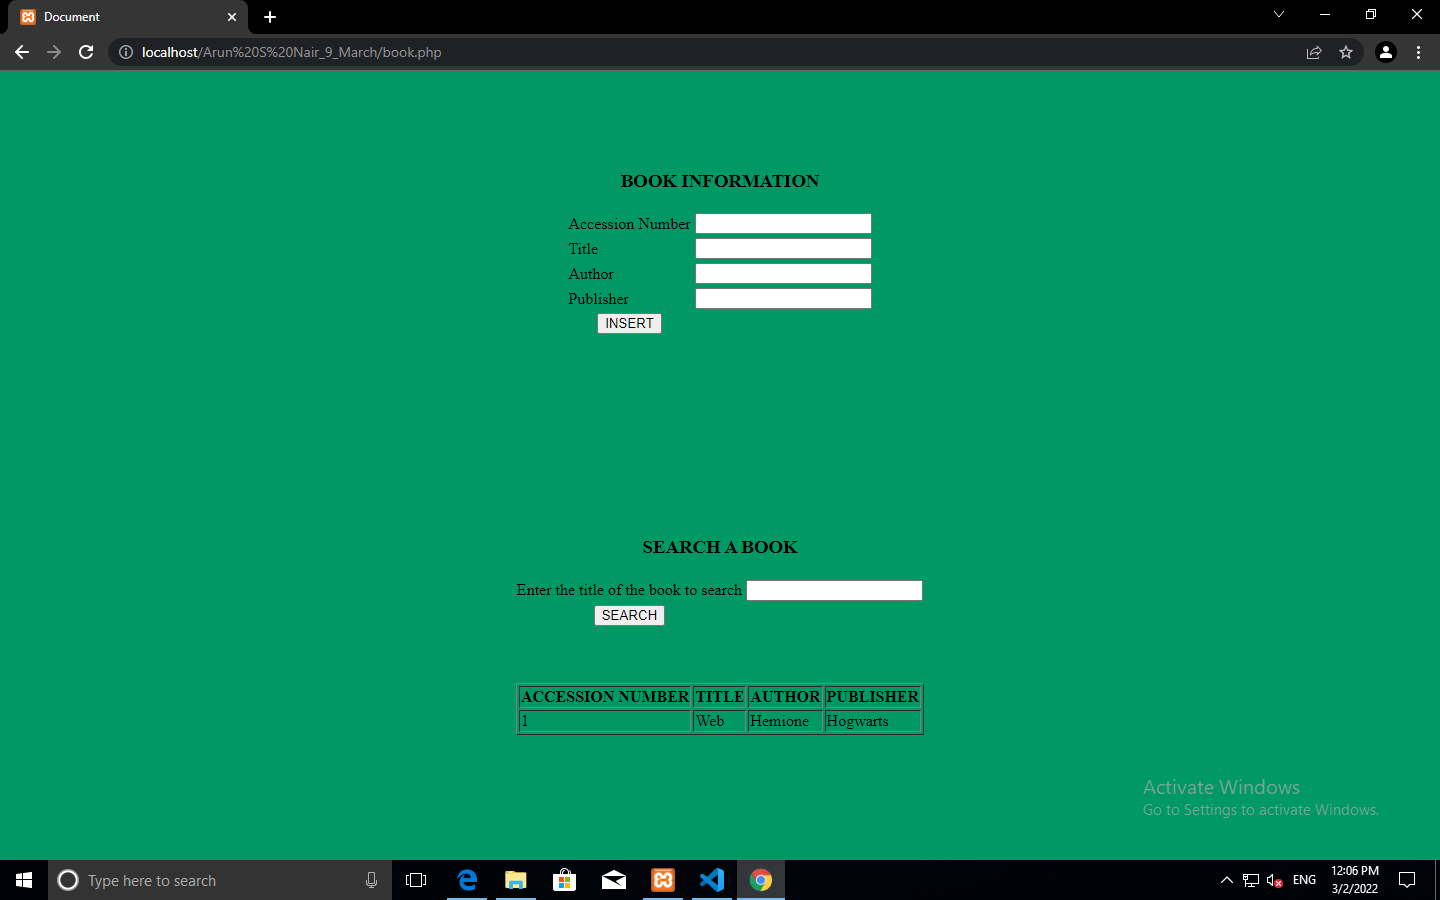 Document
localhost/Arun%20S%20Nair_9_March/book.php
BOOK INFORMATION
Accession Number
Title
Author
Publisher
INSERT
SEARCH A BOOK
Enter the title of the book to search
SEARCH
ACCESSION NUMBER TITLE AUTHOR PUBLISHER
1 Web Hemione Hogwarts
Activate Windows
Go to Settings to activate Windows.
Type here to search
ENG
12:06 PM
3/2/2022